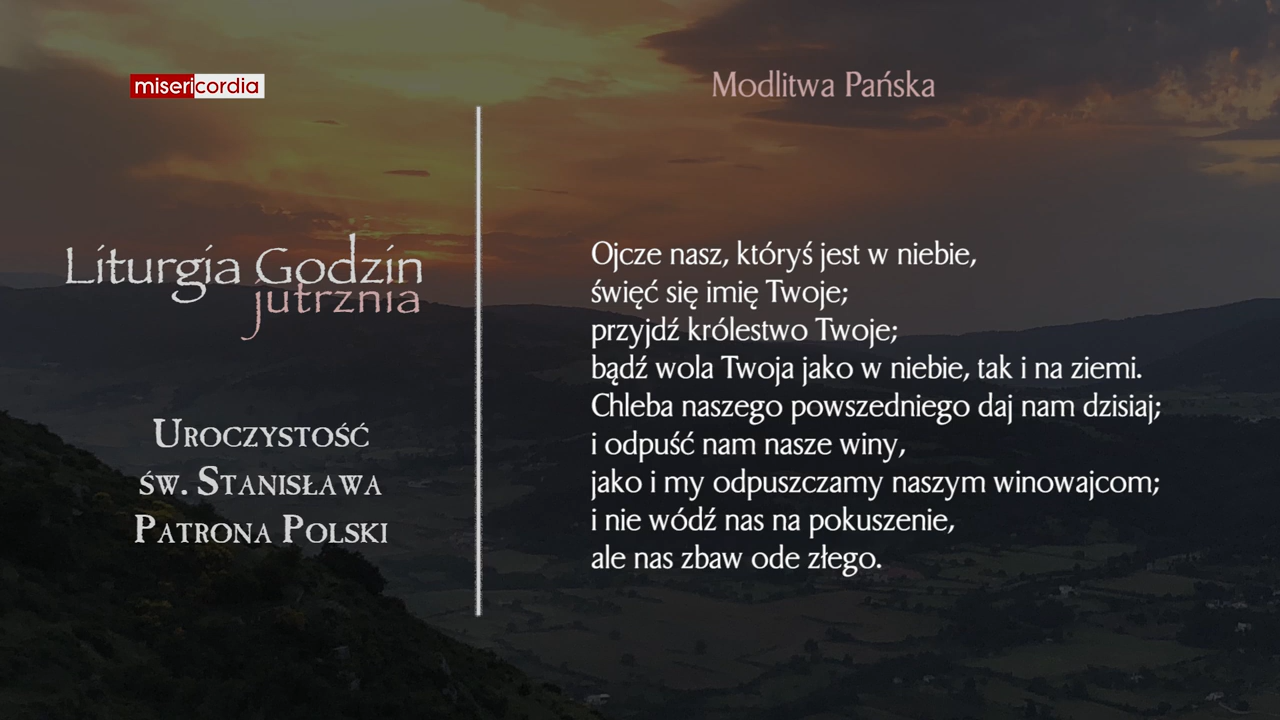 misericordia
Liturgia Godzin
jutrznia
Uroczystość
św. Stanisława
Patrona Polski
Modlitwa Pańska
Ojcze nasz, któryś jest w niebie,
święć się imię Twoje;
przyjdź królestwo Twoje;
bądź wola Twoja jako w niebie, tak i na ziemi.
Chleba naszego powszedniego daj nam dzisiaj;
i odpuść nam nasze winy,
jako i my odpuszczamy naszym winowajcom;
i nie wódź nas na pokuszenie,
ale nas zbaw ode złego.